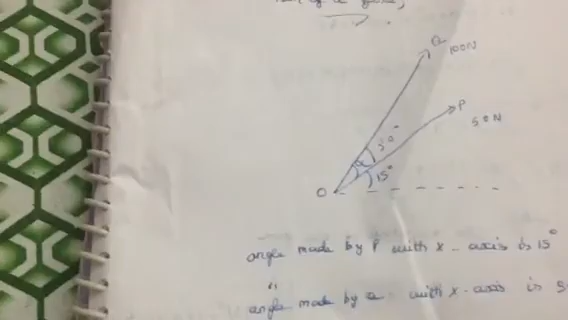 Q
100N
P
50N
30°
α
15°
O
angle made by P with x-axis is 15°
angle made by Q with x-axis is